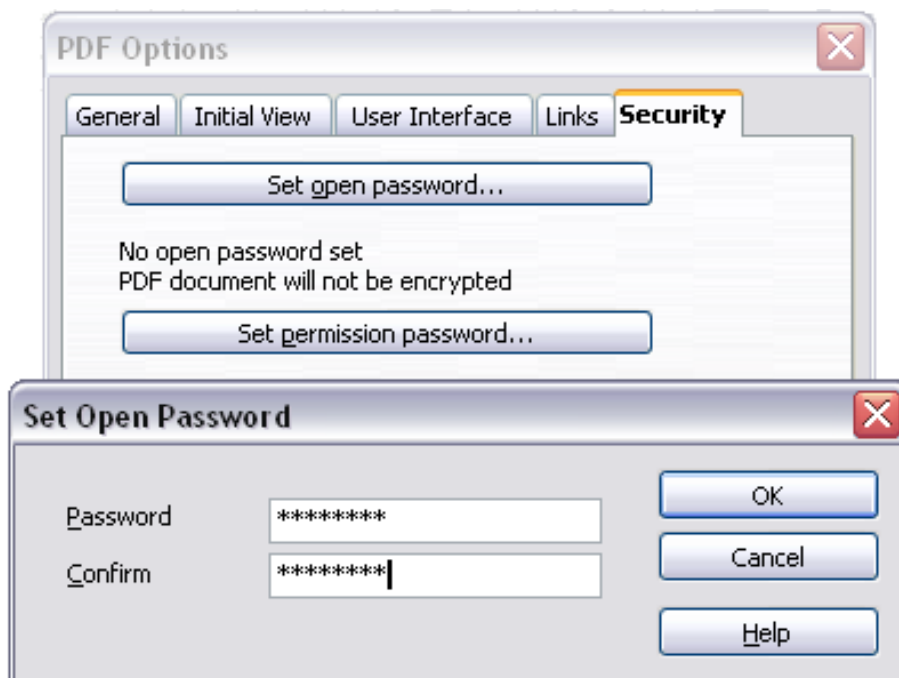 PDF Options
General Initial View User Interface Links Security
Set open password...
No open password set
PDF document will not be encrypted
Set permission password...
Set Open Password
Password ********
OK
Confirm ********
Cancel
Help